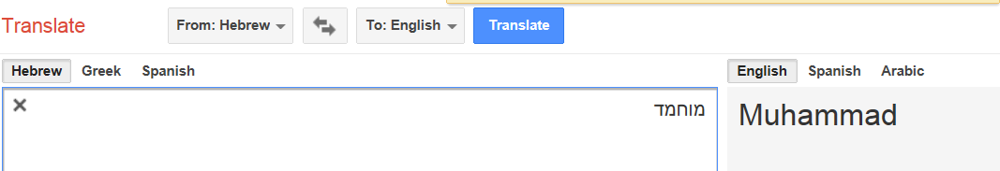 Translate From: Hebrew To: English Translate
Hebrew Greek Spanish English Spanish Arabic
מוחמד
Muhammad